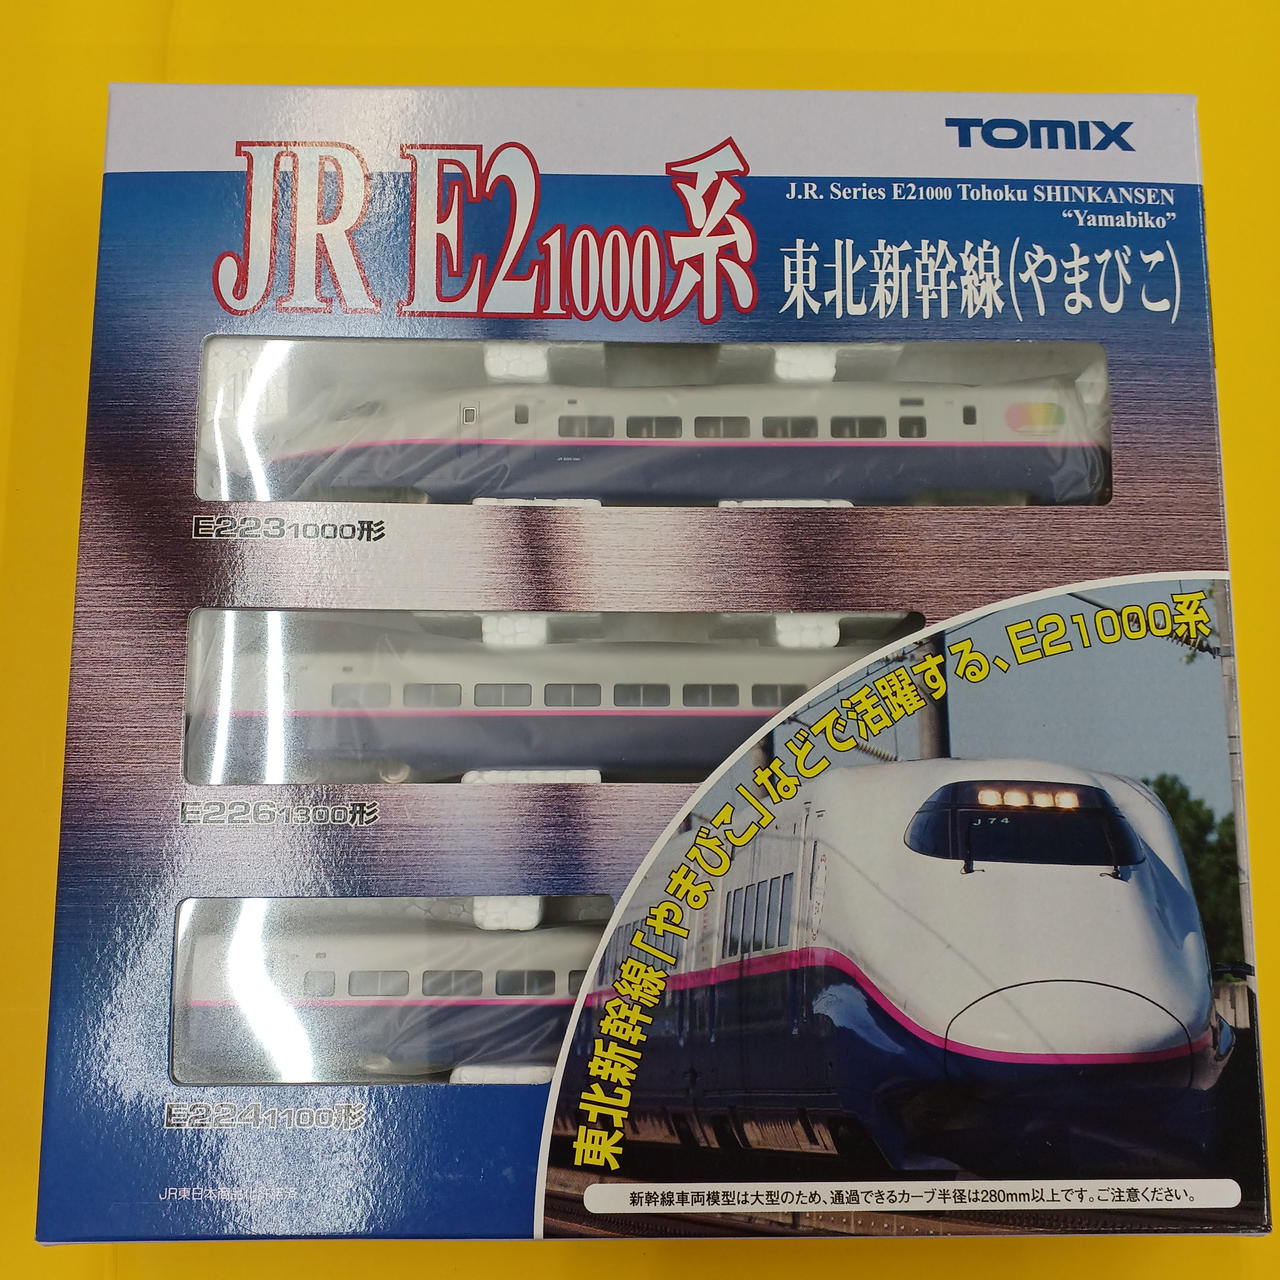 TOMIX
JR E21000系
J.R. Series E21000 Tohoku SHINKANSEN
“Yamabiko”
東北新幹線(やまびこ)
E2231000形
E2261300形
E2241100形
東北新幹線「やまびこ」などで活躍する、E21000系
J74
JR東日本商品化許諾済
新幹線車両模型は大型のため、通過できるカーブ半径は280mm以上です。ご注意ください。